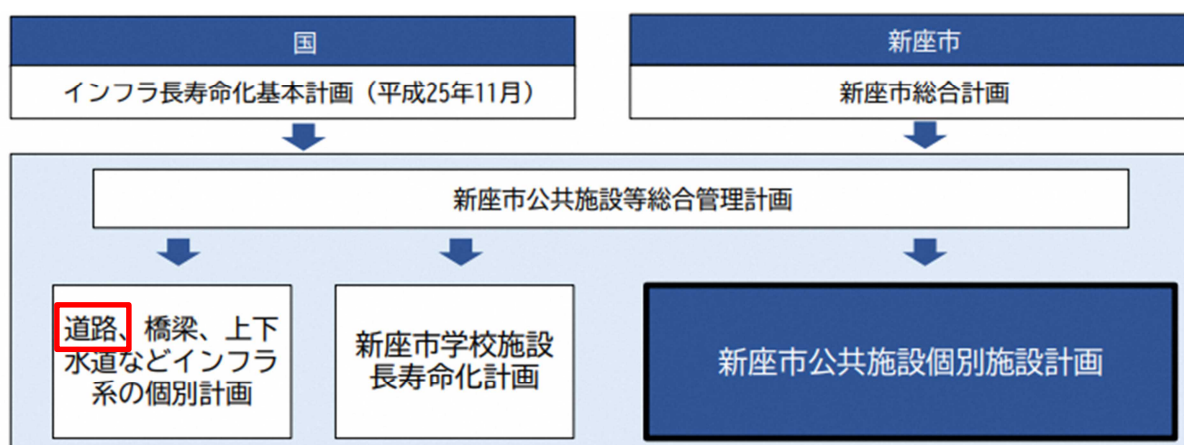 国
インフラ長寿命化基本計画（平成25年11月）
新座市
新座市総合計画
新座市公共施設等総合管理計画
道路、橋梁、上下
水道などインフラ
系の個別計画
新座市学校施設
長寿命化計画
新座市公共施設個別施設計画